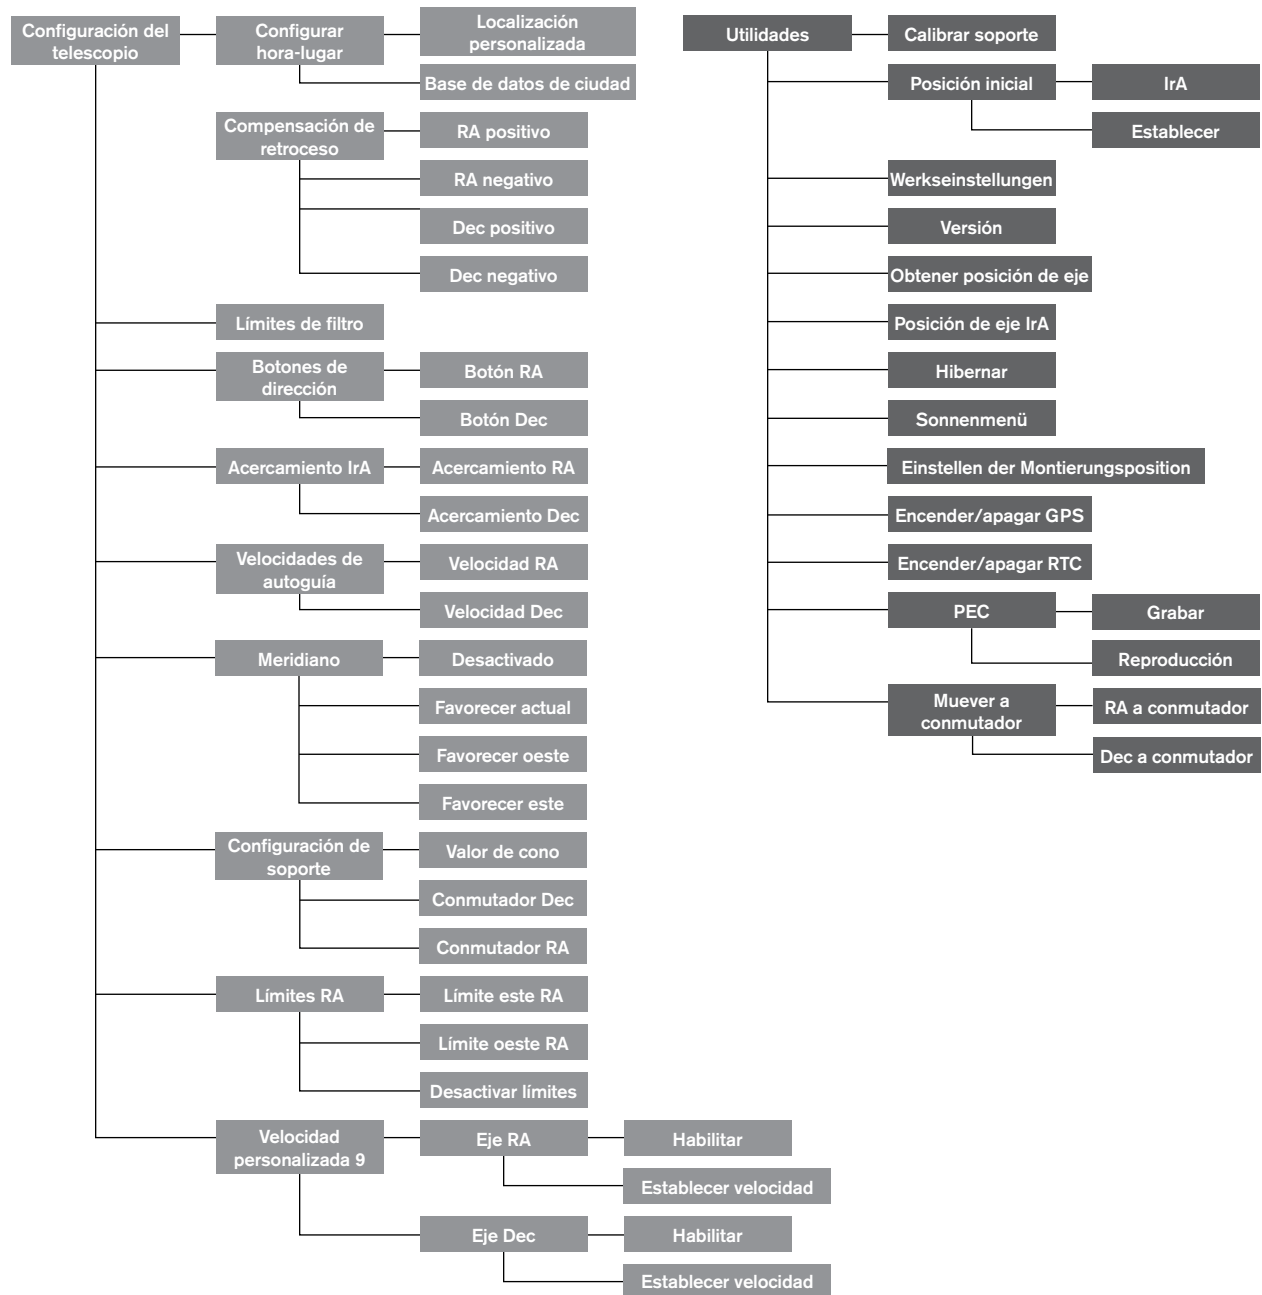 Configuración del
telescopio
Configurar
hora-lugar
Localización
personalizada
Base de datos de ciudad
Compensación de
retroceso
RA positivo
RA negativo
Dec positivo
Dec negativo
Límites de filtro
Botones de
dirección
Botón RA
Botón Dec
Acercamiento IrA
Acercamiento RA
Acercamiento Dec
Velocidades de
autoguía
Velocidad RA
Velocidad Dec
Meridiano
Desactivado
Favorecer actual
Favorecer oeste
Favorecer este
Configuración de
soporte
Valor de cono
Conmutador Dec
Conmutador RA
Límites RA
Límite este RA
Límite oeste RA
Desactivar límites
Velocidad
personalizada 9
Eje RA
Habilitar
Establecer velocidad
Eje Dec
Habilitar
Establecer velocidad
Utilidades
Calibrar soporte
Posición inicial
IrA
Establecer
Werkseinstellungen
Versión
Obtener posición de eje
Posición de eje IrA
Hibernar
Sonnenmenü
Einstellen der Montierungsposition
Encender/apagar GPS
Encender/apagar RTC
PEC
Grabar
Reproducción
Muever a
conmutador
RA a conmutador
Dec a conmutador